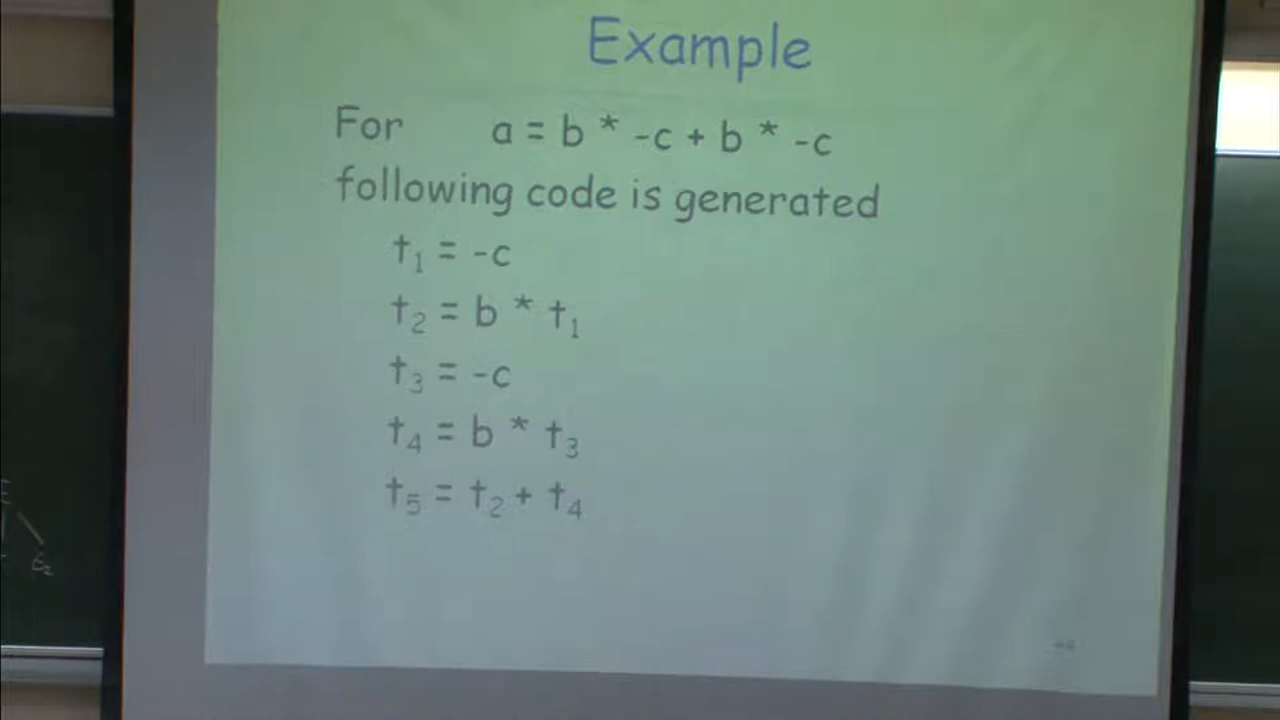 Example
For a = b * -c + b * -c
following code is generated
t₁ = -c
t₂ = b * t₁
t₃ = -c
t₄ = b * t₃
t₅ = t₂ + t₄